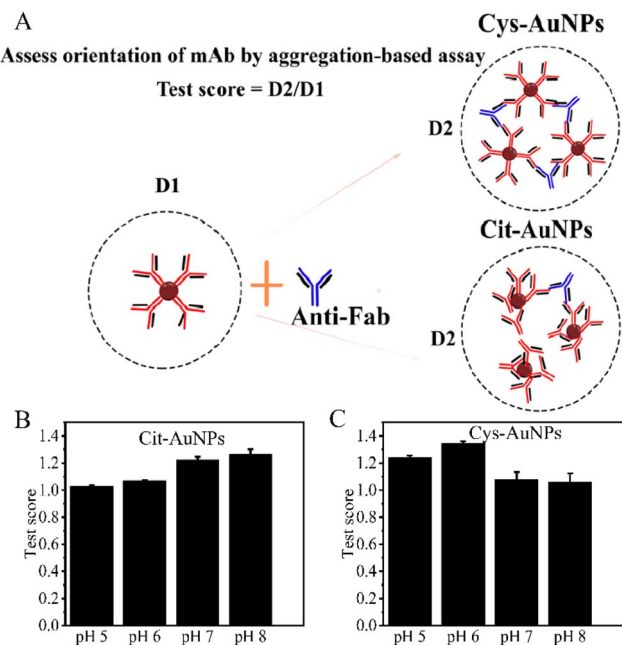 A
Cys-AuNPs
Assess orientation of mAb by aggregation-based assay
Test score = D2/D1
D2
D1
Cit-AuNPs
Anti-Fab
D2
B
Cit-AuNPs
Test score
1.4
1.2
1.0
0.8
0.6
0.4
0.2
0.0
pH 5 pH 6 pH 7 pH 8
C
Cys-AuNPs
Test score
1.4
1.2
1.0
0.8
0.6
0.4
0.2
0.0
pH 5 pH 6 pH 7 pH 8